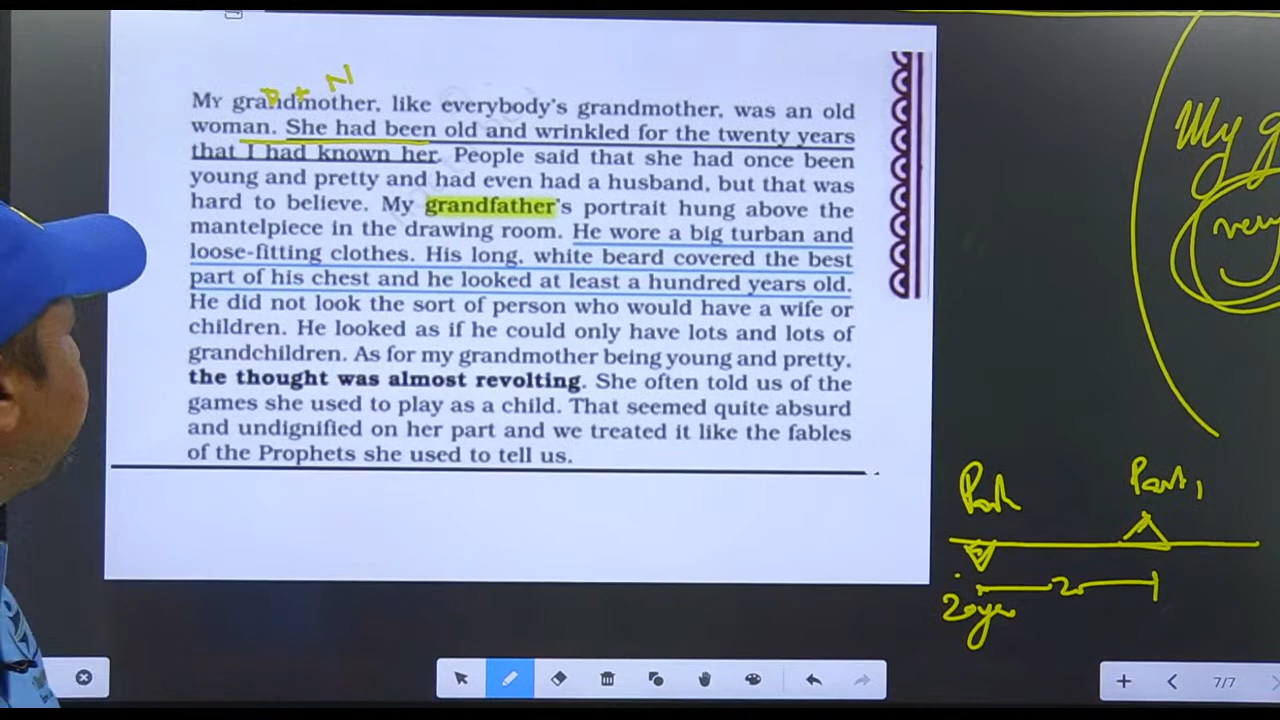 My grandmother, like everybody's grandmother, was an old
woman. She had been old and wrinkled for the twenty years
that I had known her. People said that she had once been
young and pretty and had even had a husband, but that was
hard to believe. My grandfather's portrait hung above the
mantelpiece in the drawing room. He wore a big turban and
loose-fitting clothes. His long, white beard covered the best
part of his chest and he looked at least a hundred years old.
He did not look the sort of person who would have a wife or
children. He looked as if he could only have lots and lots of
grandchildren. As for my grandmother being young and pretty,
the thought was almost revolting. She often told us of the
games she used to play as a child. That seemed quite absurd
and undignified on her part and we treated it like the fables
of the Prophets she used to tell us.
My g
very
Part,
20
7/7